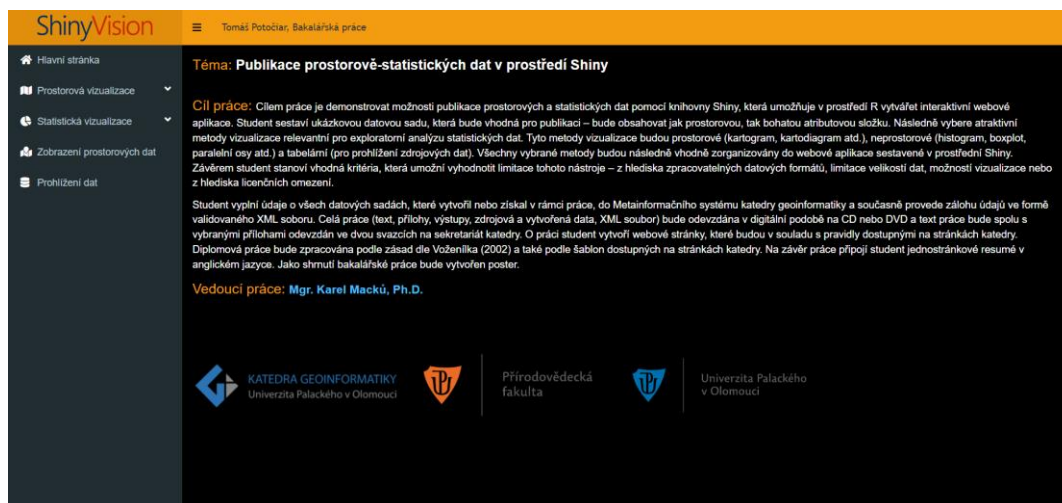 ShinyVision
Tomáš Potočiar, Bakalářská práce
Hlavní stránka
Prostorová vizualizace
Statistická vizualizace
Zobrazení prostorových dat
Prohlížení dat
Téma: Publikace prostorově-statistických dat v prostředí Shiny
Cíl práce: Cílem práce je demonstrovat možnosti publikace prostorových a statistických dat pomocí knihovny Shiny, která umožňuje v prostředí R vytvářet interaktivní webové
aplikace. Student sestaví ukázkovou datovou sadu, která bude vhodná pro publikaci – bude obsahovat jak prostorovou, tak bohatou atributovou složku. Následně vybere atraktivní
metody vizualizace relevantní pro exploratorní analýzu statistických dat. Tyto metody vizualizace budou prostorové (kartogram, kartodiagram atd.), neprostorové (histogram, boxplot,
paralelní osy atd.) a tabelární (pro prohlížení zdrojových dat). Všechny vybrané metody budou následně vhodně zorganizovány do webové aplikace sestavené v prostřední Shiny.
Závěrem student stanoví vhodná kritéria, která umožní vyhodnotit limitace tohoto nástroje – z hlediska zpracovatelných datových formátů, limitace velikostí dat, možností vizualizace nebo
z hlediska licenčních omezení.
Student vyplní údaje o všech datových sadách, které vytvořil nebo získal v rámci práce, do Metainformačního systému katedry geoinformatiky a současně provede zálohu údajů ve formě
validovaného XML soboru. Celá práce (text, přílohy, výstupy, zdrojová a vytvořená data, XML soubor) bude odevzdána v digitální podobě na CD nebo DVD a text práce bude spolu s
vybranými přílohami odevzdán ve dvou svazcích na sekretariát katedry. O práci student vytvoří webové stránky, které budou v souladu s pravidly dostupnými na stránkách katedry.
Diplomová práce bude zpracována podle zásad dle Voženílka (2002) a také podle šablon dostupných na stránkách katedry. Na závěr práce připojí student jednostránkové resumé v
anglickém jazyce. Jako shrnutí bakalářské práce bude vytvořen poster.
Vedoucí práce: Mgr. Karel Macků, Ph.D.
KATEDRA GEOINFORMATIKY
Univerzita Palackého v Olomouci
Přírodovědecká
fakulta
Univerzita Palackého
v Olomouci